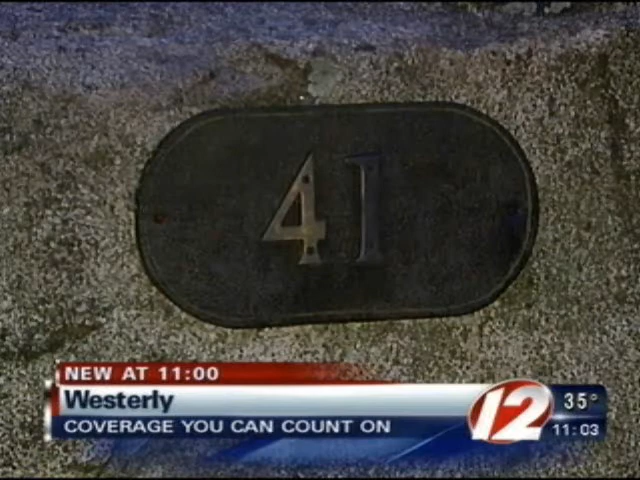 41
NEW AT 11:00
Westerly
COVERAGE YOU CAN COUNT ON
12
35°
11:03